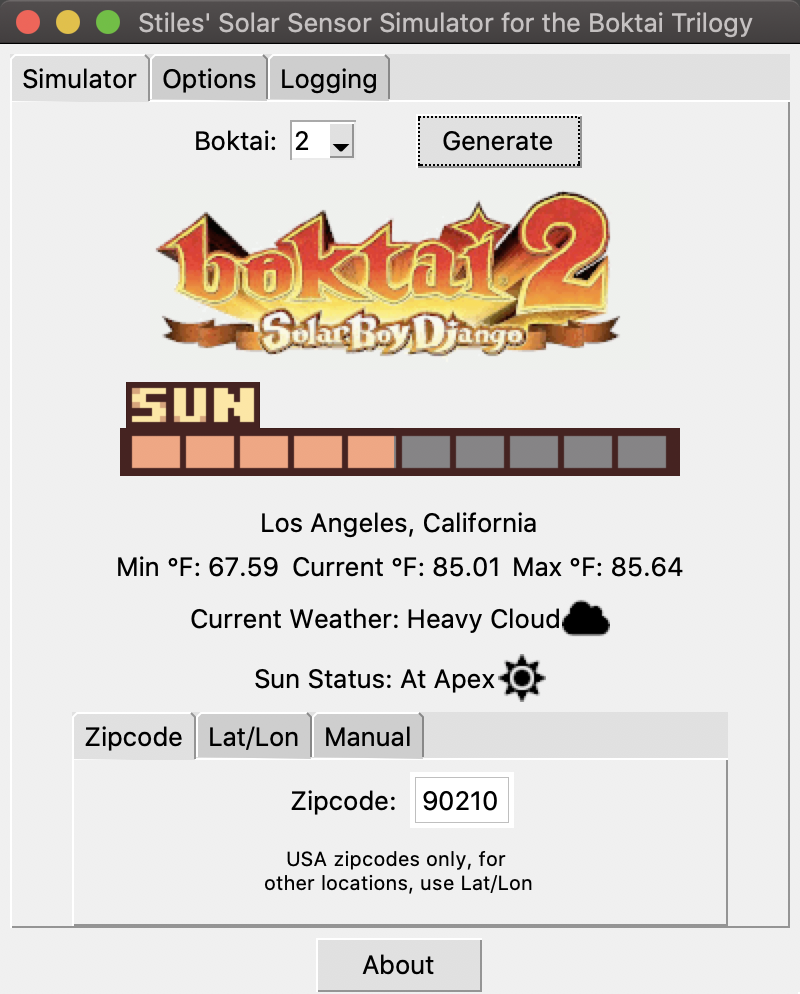 Stiles' Solar Sensor Simulator for the Boktai Trilogy
Simulator Options Logging
Boktai: 2 Generate
boktai 2
Solar Boy Django
SUN
Los Angeles, California
Min °F: 67.59 Current °F: 85.01 Max °F: 85.64
Current Weather: Heavy Cloud
Sun Status: At Apex
Zipcode Lat/Lon Manual
Zipcode: 90210
USA zipcodes only, for
other locations, use Lat/Lon
About